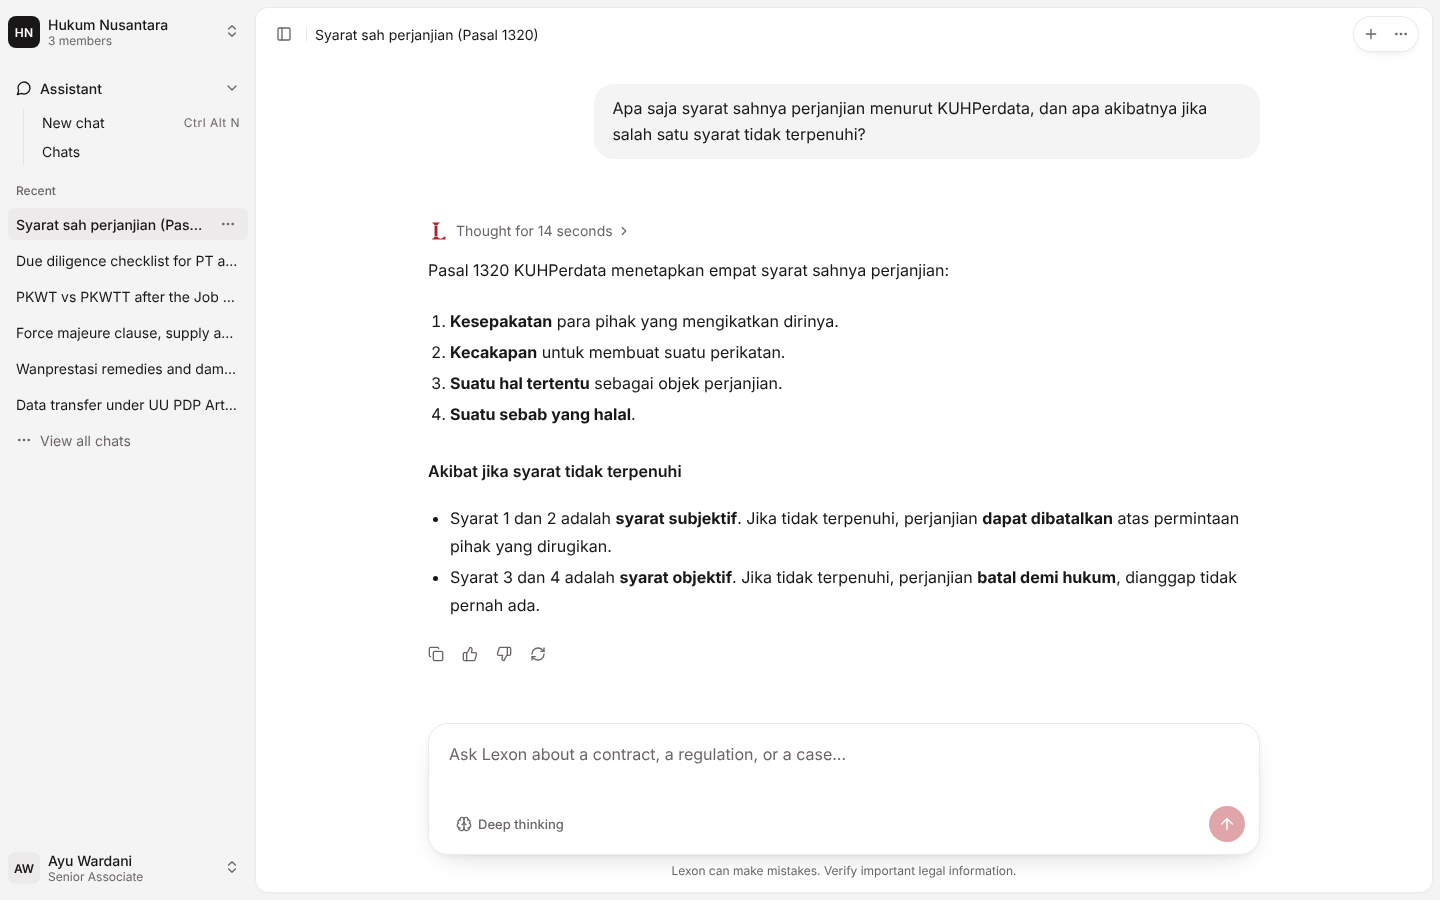 HN
Hukum Nusantara
3 members
Assistant
New chat
Ctrl Alt N
Chats
Recent
Syarat sah perjanjian (Pas...
Due diligence checklist for PT a...
PKWT vs PKWTT after the Job ...
Force majeure clause, supply a...
Wanprestasi remedies and dam...
Data transfer under UU PDP Art...
View all chats
AW
Ayu Wardani
Senior Associate
Syarat sah perjanjian (Pasal 1320)
Apa saja syarat sahnya perjanjian menurut KUHPerdata, dan apa akibatnya jika
salah satu syarat tidak terpenuhi?
L
Thought for 14 seconds
Pasal 1320 KUHPerdata menetapkan empat syarat sahnya perjanjian:
1. Kesepakatan para pihak yang mengikatkan dirinya.
2. Kecakapan untuk membuat suatu perikatan.
3. Suatu hal tertentu sebagai objek perjanjian.
4. Suatu sebab yang halal.
Akibat jika syarat tidak terpenuhi
• Syarat 1 dan 2 adalah syarat subjektif. Jika tidak terpenuhi, perjanjian dapat dibatalkan atas permintaan
pihak yang dirugikan.
• Syarat 3 dan 4 adalah syarat objektif. Jika tidak terpenuhi, perjanjian batal demi hukum, dianggap tidak
pernah ada.
Ask Lexon about a contract, a regulation, or a case...
Deep thinking
Lexon can make mistakes. Verify important legal information.